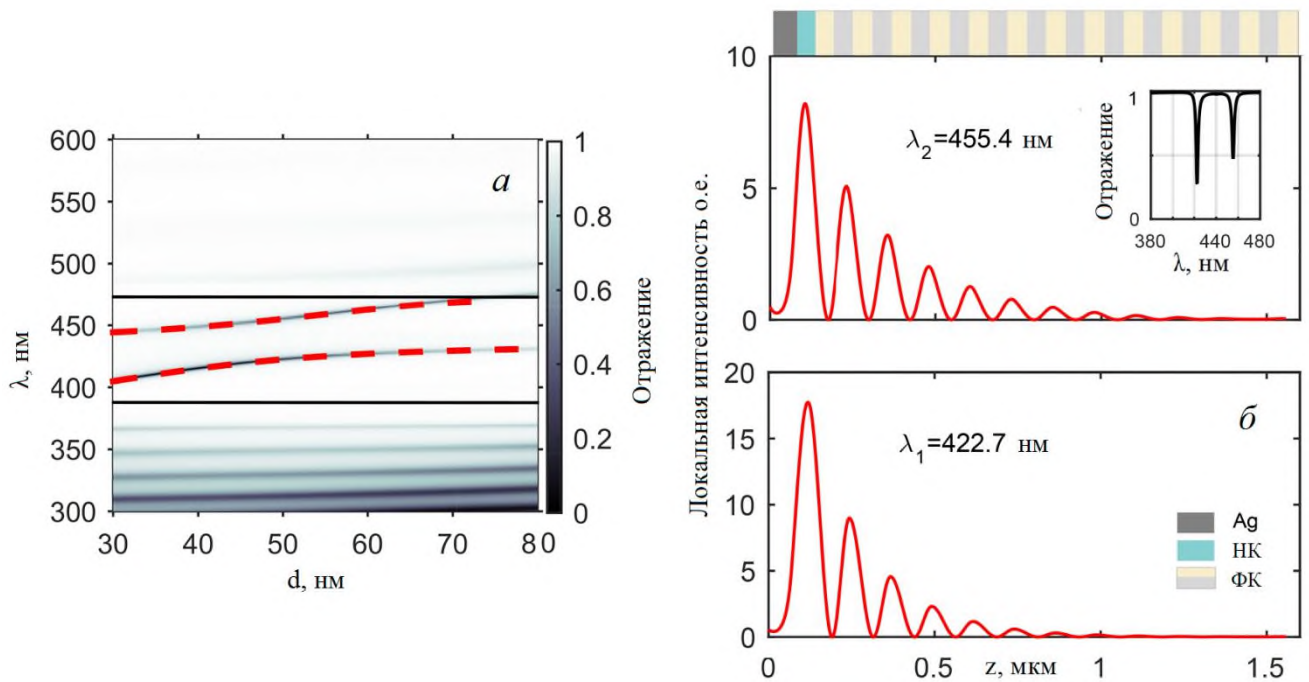 600
550
500
450
400
350
300
λ, нм
30
40
50
60
70
80
d, нм
a
1
0.8
0.6
0.4
0.2
0
Отражение
Локальная интенсивность о.е.
10
5
0
λ2=455.4 нм
Отражение
1
0
380
440
480
λ, нм
20
15
10
5
0
λ1=422.7 нм
б
Ag
НК
ФК
0
0.5
1
1.5
z, мкм